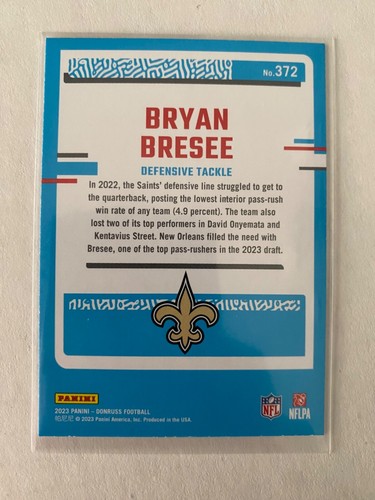 No.372
BRYAN
BRESEE
DEFENSIVE TACKLE
In 2022, the Saints' defensive line struggled to get to
the quarterback, posting the lowest interior pass-rush
win rate of any team (4.9 percent). The team also
lost two of its top performers in David Onyemata and
Kentavius Street. New Orleans filled the need with
Bresee, one of the top pass-rushers in the 2023 draft.
PANINI
NFL
NFLPA
2023 PANINI - DONRUSS FOOTBALL
帕尼尼 © 2023 Panini America, Inc. Produced in the USA.